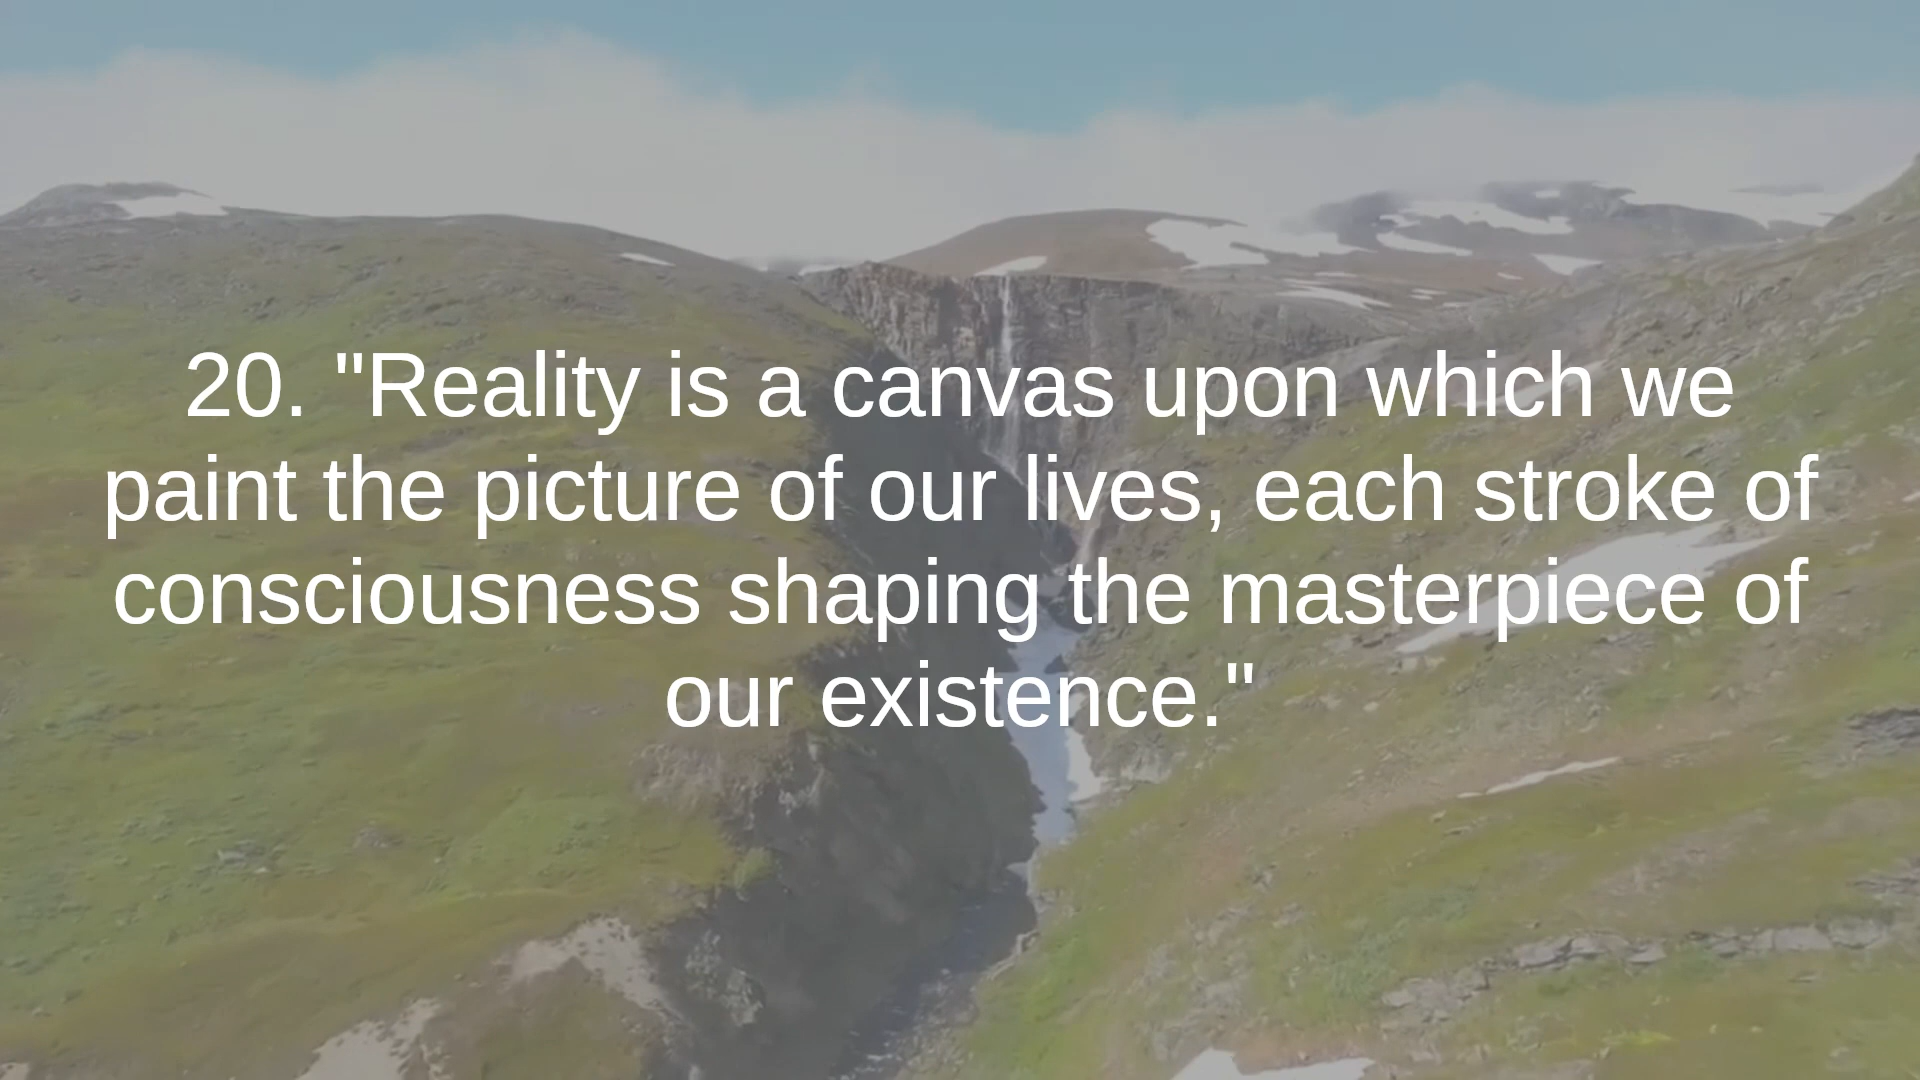 20. "Reality is a canvas upon which we
paint the picture of our lives, each stroke of
consciousness shaping the masterpiece of
our existence."